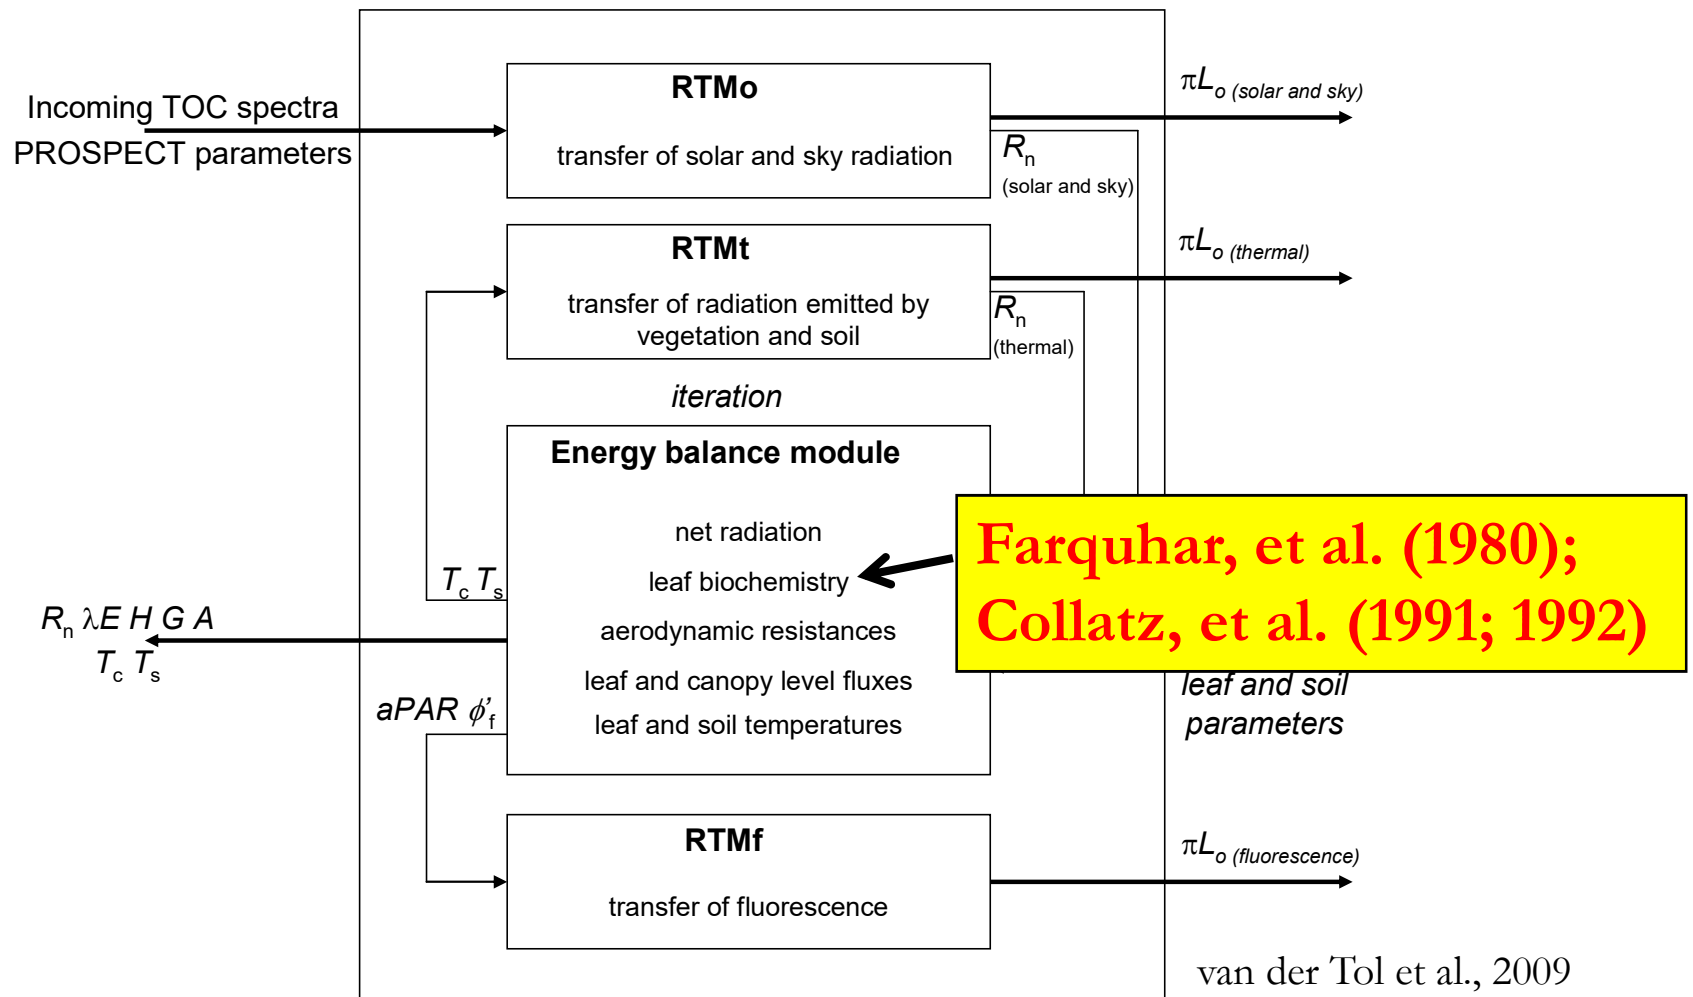 Incoming TOC spectra
PROSPECT parameters
RTMo
transfer of solar and sky radiation
πLo (solar and sky)
Rn
(solar and sky)
RTMt
transfer of radiation emitted by
vegetation and soil
πLo (thermal)
Rn
(thermal)
iteration
Energy balance module
net radiation
leaf biochemistry
aerodynamic resistances
leaf and canopy level fluxes
leaf and soil temperatures
Farquhar, et al. (1980);
Collatz, et al. (1991; 1992)
Tc Ts
Rn λE H G A
Tc Ts
aPAR ϕ'f
leaf and soil
parameters
RTMf
transfer of fluorescence
πLo (fluorescence)
van der Tol et al., 2009